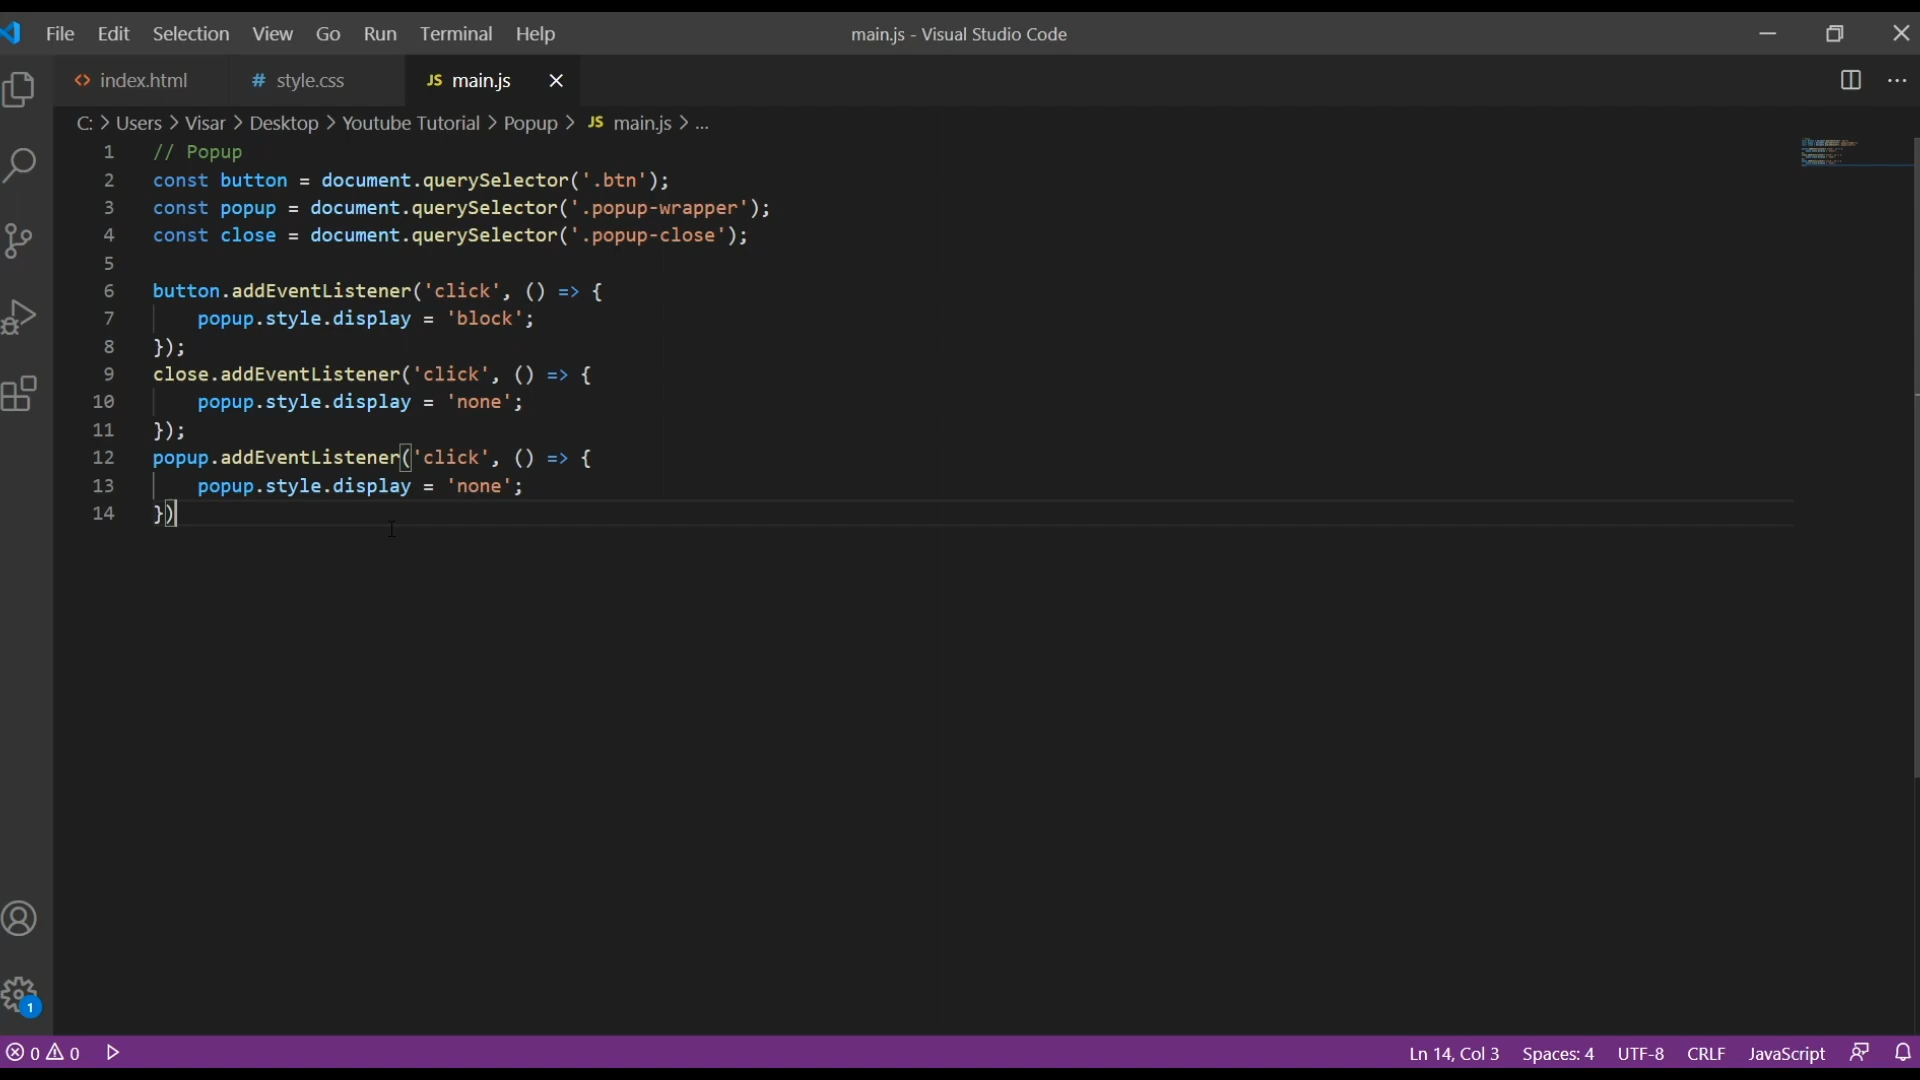 File Edit Selection View Go Run Terminal Help main.js - Visual Studio Code
<> index.html # style.css JS main.js
C: > Users > Visar > Desktop > Youtube Tutorial > Popup > JS main.js > ...
1 // Popup
2 const button = document.querySelector('.btn');
3 const popup = document.querySelector('.popup-wrapper');
4 const close = document.querySelector('.popup-close');
5
6 button.addEventListener('click', () => {
7 popup.style.display = 'block';
8 });
9 close.addEventListener('click', () => {
10 popup.style.display = 'none';
11 });
12 popup.addEventListener('click', () => {
13 popup.style.display = 'none';
14 })
1
0 0 Ln 14, Col 3 Spaces: 4 UTF-8 CRLF JavaScript